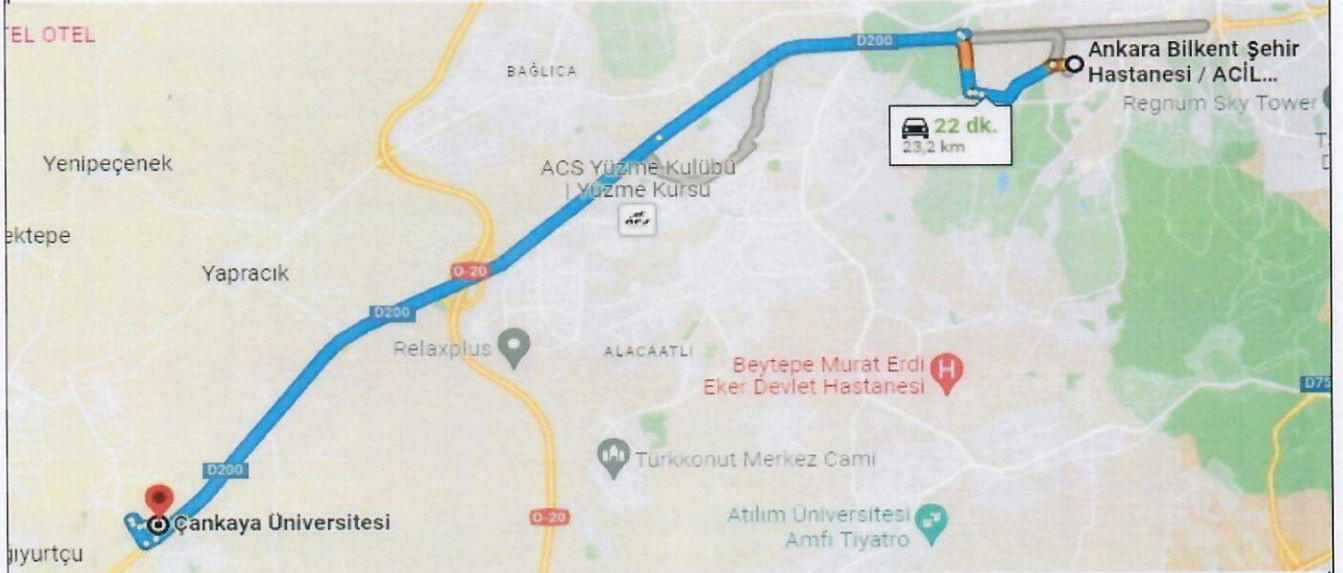 EL OTEL
D200
Ankara Bilkent Şehir
Hastanesi / ACİL...
BAĞLICA
Regnum Sky Tower
22 dk.
23,2 km
Yenipeçenek
ACS Yüzme Kulübü
| Yüzme Kursu
ektepe
Yapracık
O-20
D200
Relaxplus
ALACAATLI
Beytepe Murat Erdi
Eker Devlet Hastanesi
H
D75
D200
Türkkonut Merkez Cami
Çankaya Üniversitesi
O-20
Atılım Üniversitesi
Amfi Tiyatro
ğıyurtçu